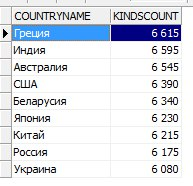 COUNTRYNAME KINDSCOUNT
Греция 6 615
Индия 6 595
Австралия 6 545
США 6 390
Беларусия 6 340
Япония 6 230
Китай 6 215
Россия 6 175
Украина 6 080